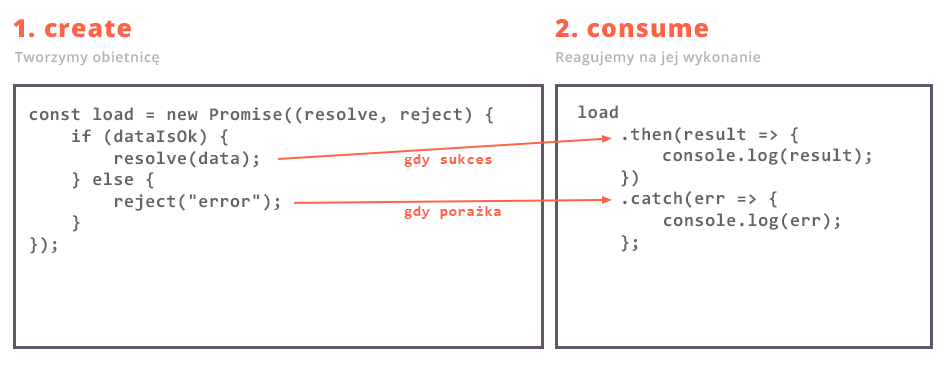 1. create
Tworzymy obietnicę
const load = new Promise((resolve, reject) {
    if (dataIsOk) {
        resolve(data);
    } else {
        reject("error");
    }
});
gdy sukces
gdy porażka
2. consume
Reagujemy na jej wykonanie
load
    .then(result => {
        console.log(result);
    })
    .catch(err => {
        console.log(err);
    };